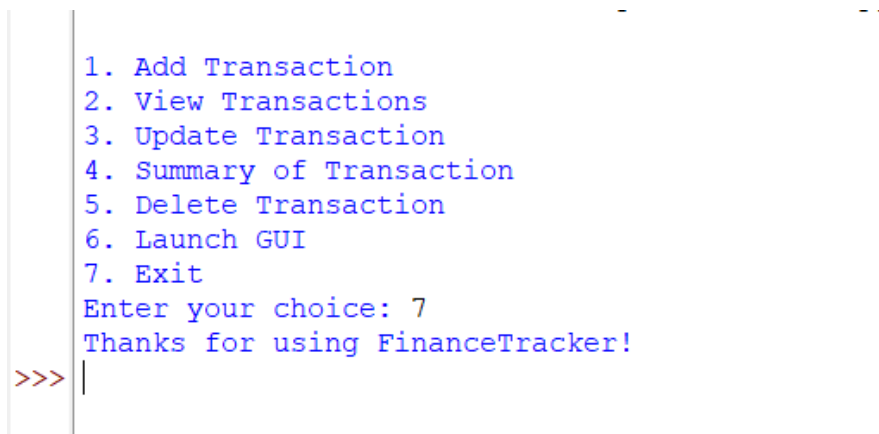 1. Add Transaction
2. View Transactions
3. Update Transaction
4. Summary of Transaction
5. Delete Transaction
6. Launch GUI
7. Exit
Enter your choice: 7
Thanks for using FinanceTracker!
>>>